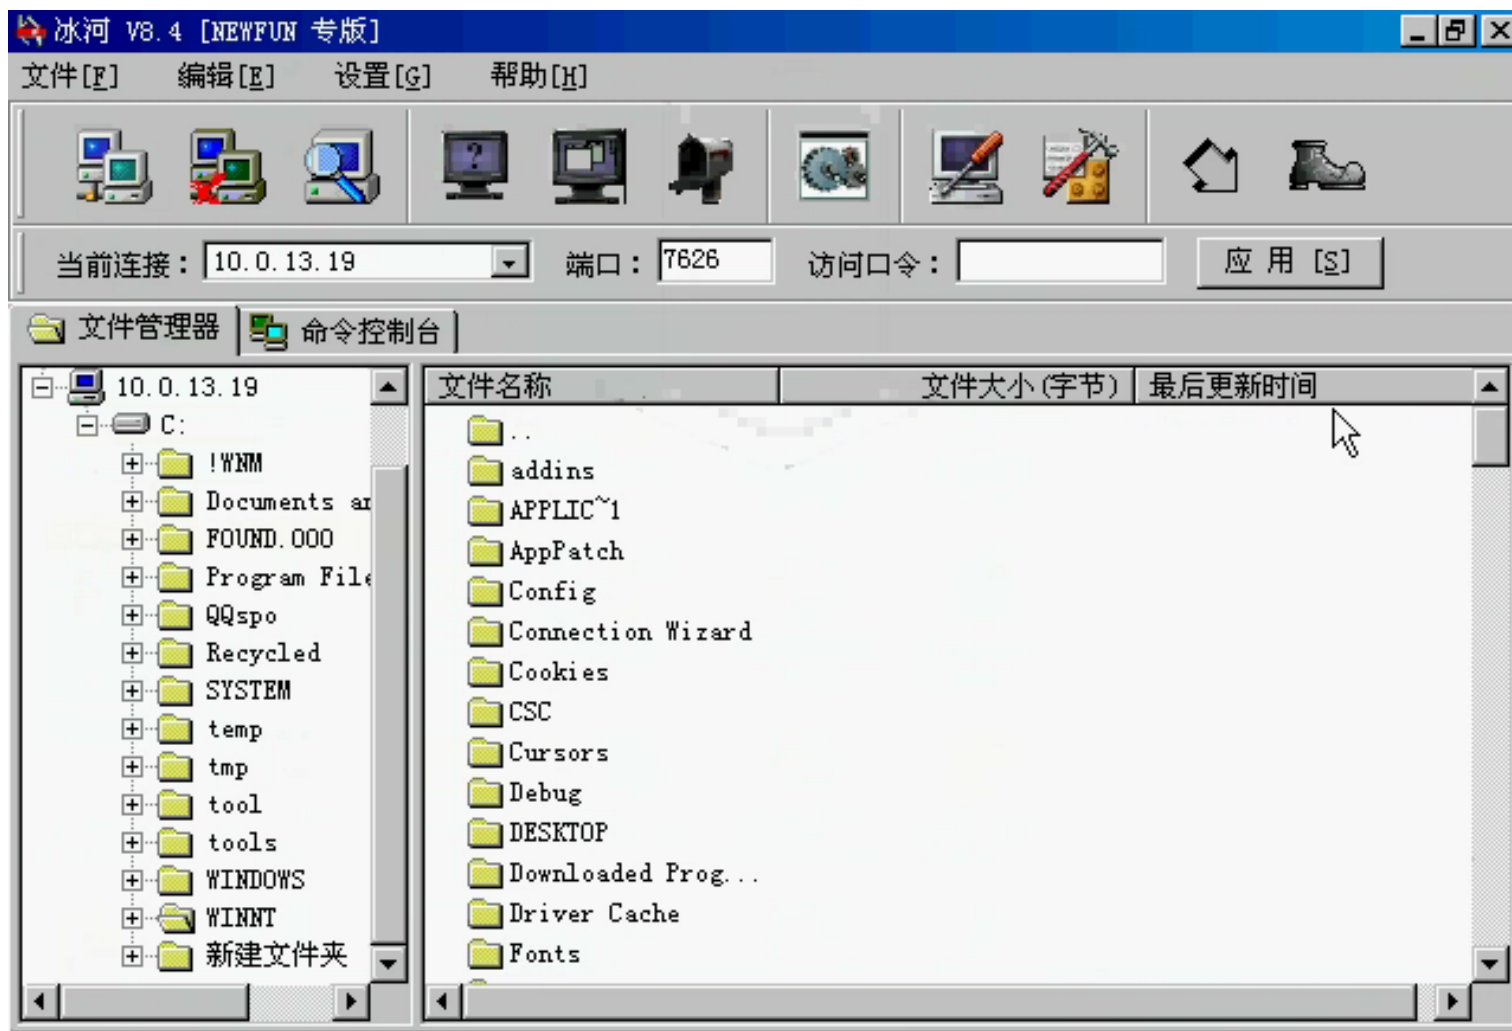 冰河 V8.4 [NEWFUN 专版]
文件[F] 编辑[E] 设置[G] 帮助[H]
当前连接： 10.0.13.19 端口： 7626 访问口令： 应 用 [S]
文件管理器 命令控制台
10.0.13.19
C:
!WNM
Documents an
FOUND.000
Program File
QQspo
Recycled
SYSTEM
temp
tmp
tool
tools
WINDOWS
WINNT
新建文件夹
文件名称 文件大小(字节) 最后更新时间
..
addins
APPLIC~1
AppPatch
Config
Connection Wizard
Cookies
CSC
Cursors
Debug
DESKTOP
Downloaded Prog...
Driver Cache
Fonts